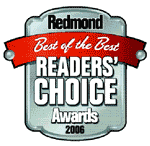 Redmond
Best of the Best
READERS'
CHOICE
Awards
2006